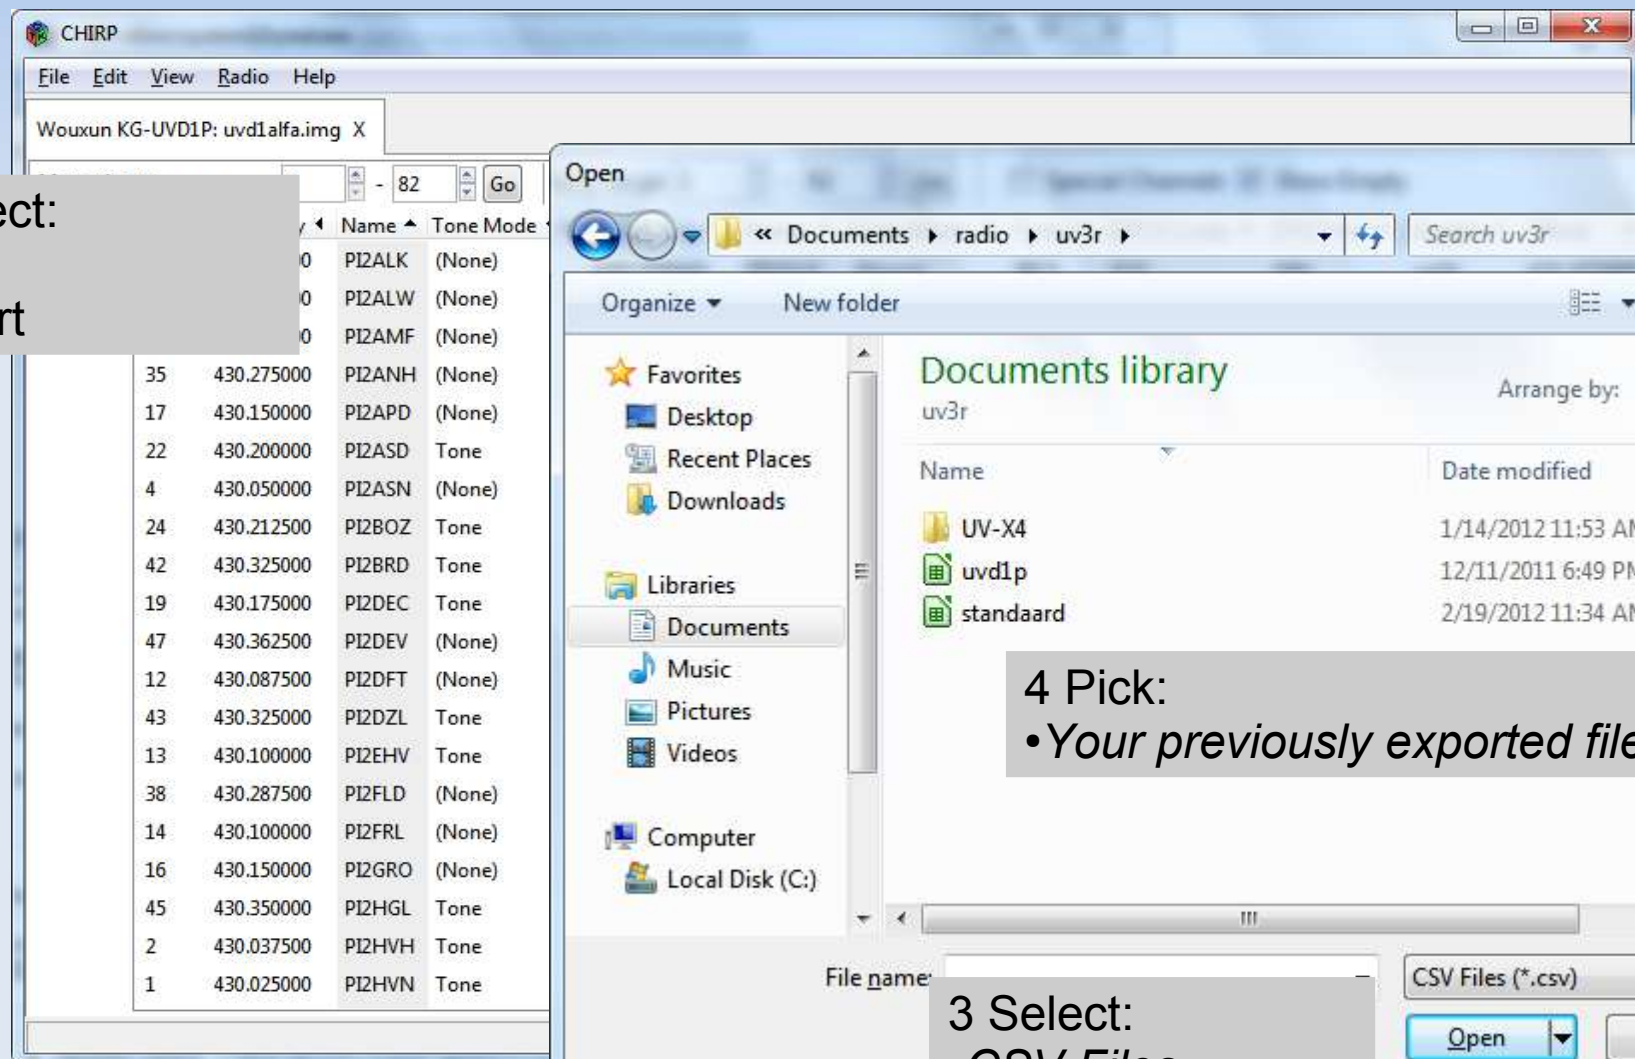 CHIRP
File Edit View Radio Help
Wouxun KG-UVD1P: uvd1alfa.img X
- 82 Go
Name Tone Mode
0 PI2ALK (None)
0 PI2ALW (None)
0 PI2AMF (None)
35 430.275000 PI2ANH (None)
17 430.150000 PI2APD (None)
22 430.200000 PI2ASD Tone
4 430.050000 PI2ASN (None)
24 430.212500 PI2BOZ Tone
42 430.325000 PI2BRD Tone
19 430.175000 PI2DEC Tone
47 430.362500 PI2DEV (None)
12 430.087500 PI2DFT (None)
43 430.325000 PI2DZL Tone
13 430.100000 PI2EHV Tone
38 430.287500 PI2FLD (None)
14 430.100000 PI2FRL (None)
16 430.150000 PI2GRO (None)
45 430.350000 PI2HGL Tone
2 430.037500 PI2HVH Tone
1 430.025000 PI2HVN Tone
ect:
rt
Open
« Documents radio uv3r
Search uv3r
Organize New folder
Favorites
Desktop
Recent Places
Downloads
Libraries
Documents
Music
Pictures
Videos
Computer
Local Disk (C:)
Documents library
uv3r
Arrange by:
Name Date modified
UV-X4 1/14/2012 11:53 AM
uvd1p 12/11/2011 6:49 PM
standaard 2/19/2012 11:34 AM
4 Pick:
•Your previously exported file
File name: CSV Files (*.csv)
3 Select:
CSV Files
Open